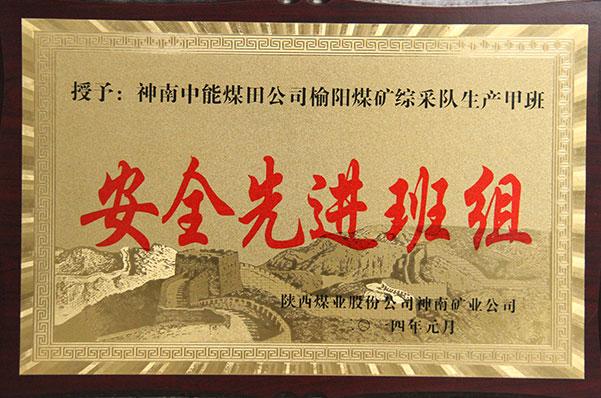 授予：神南中能煤田公司榆阳煤矿综采队生产甲班
安全先进班组
陕西煤业股份公司神南矿业公司
二〇一四年元月